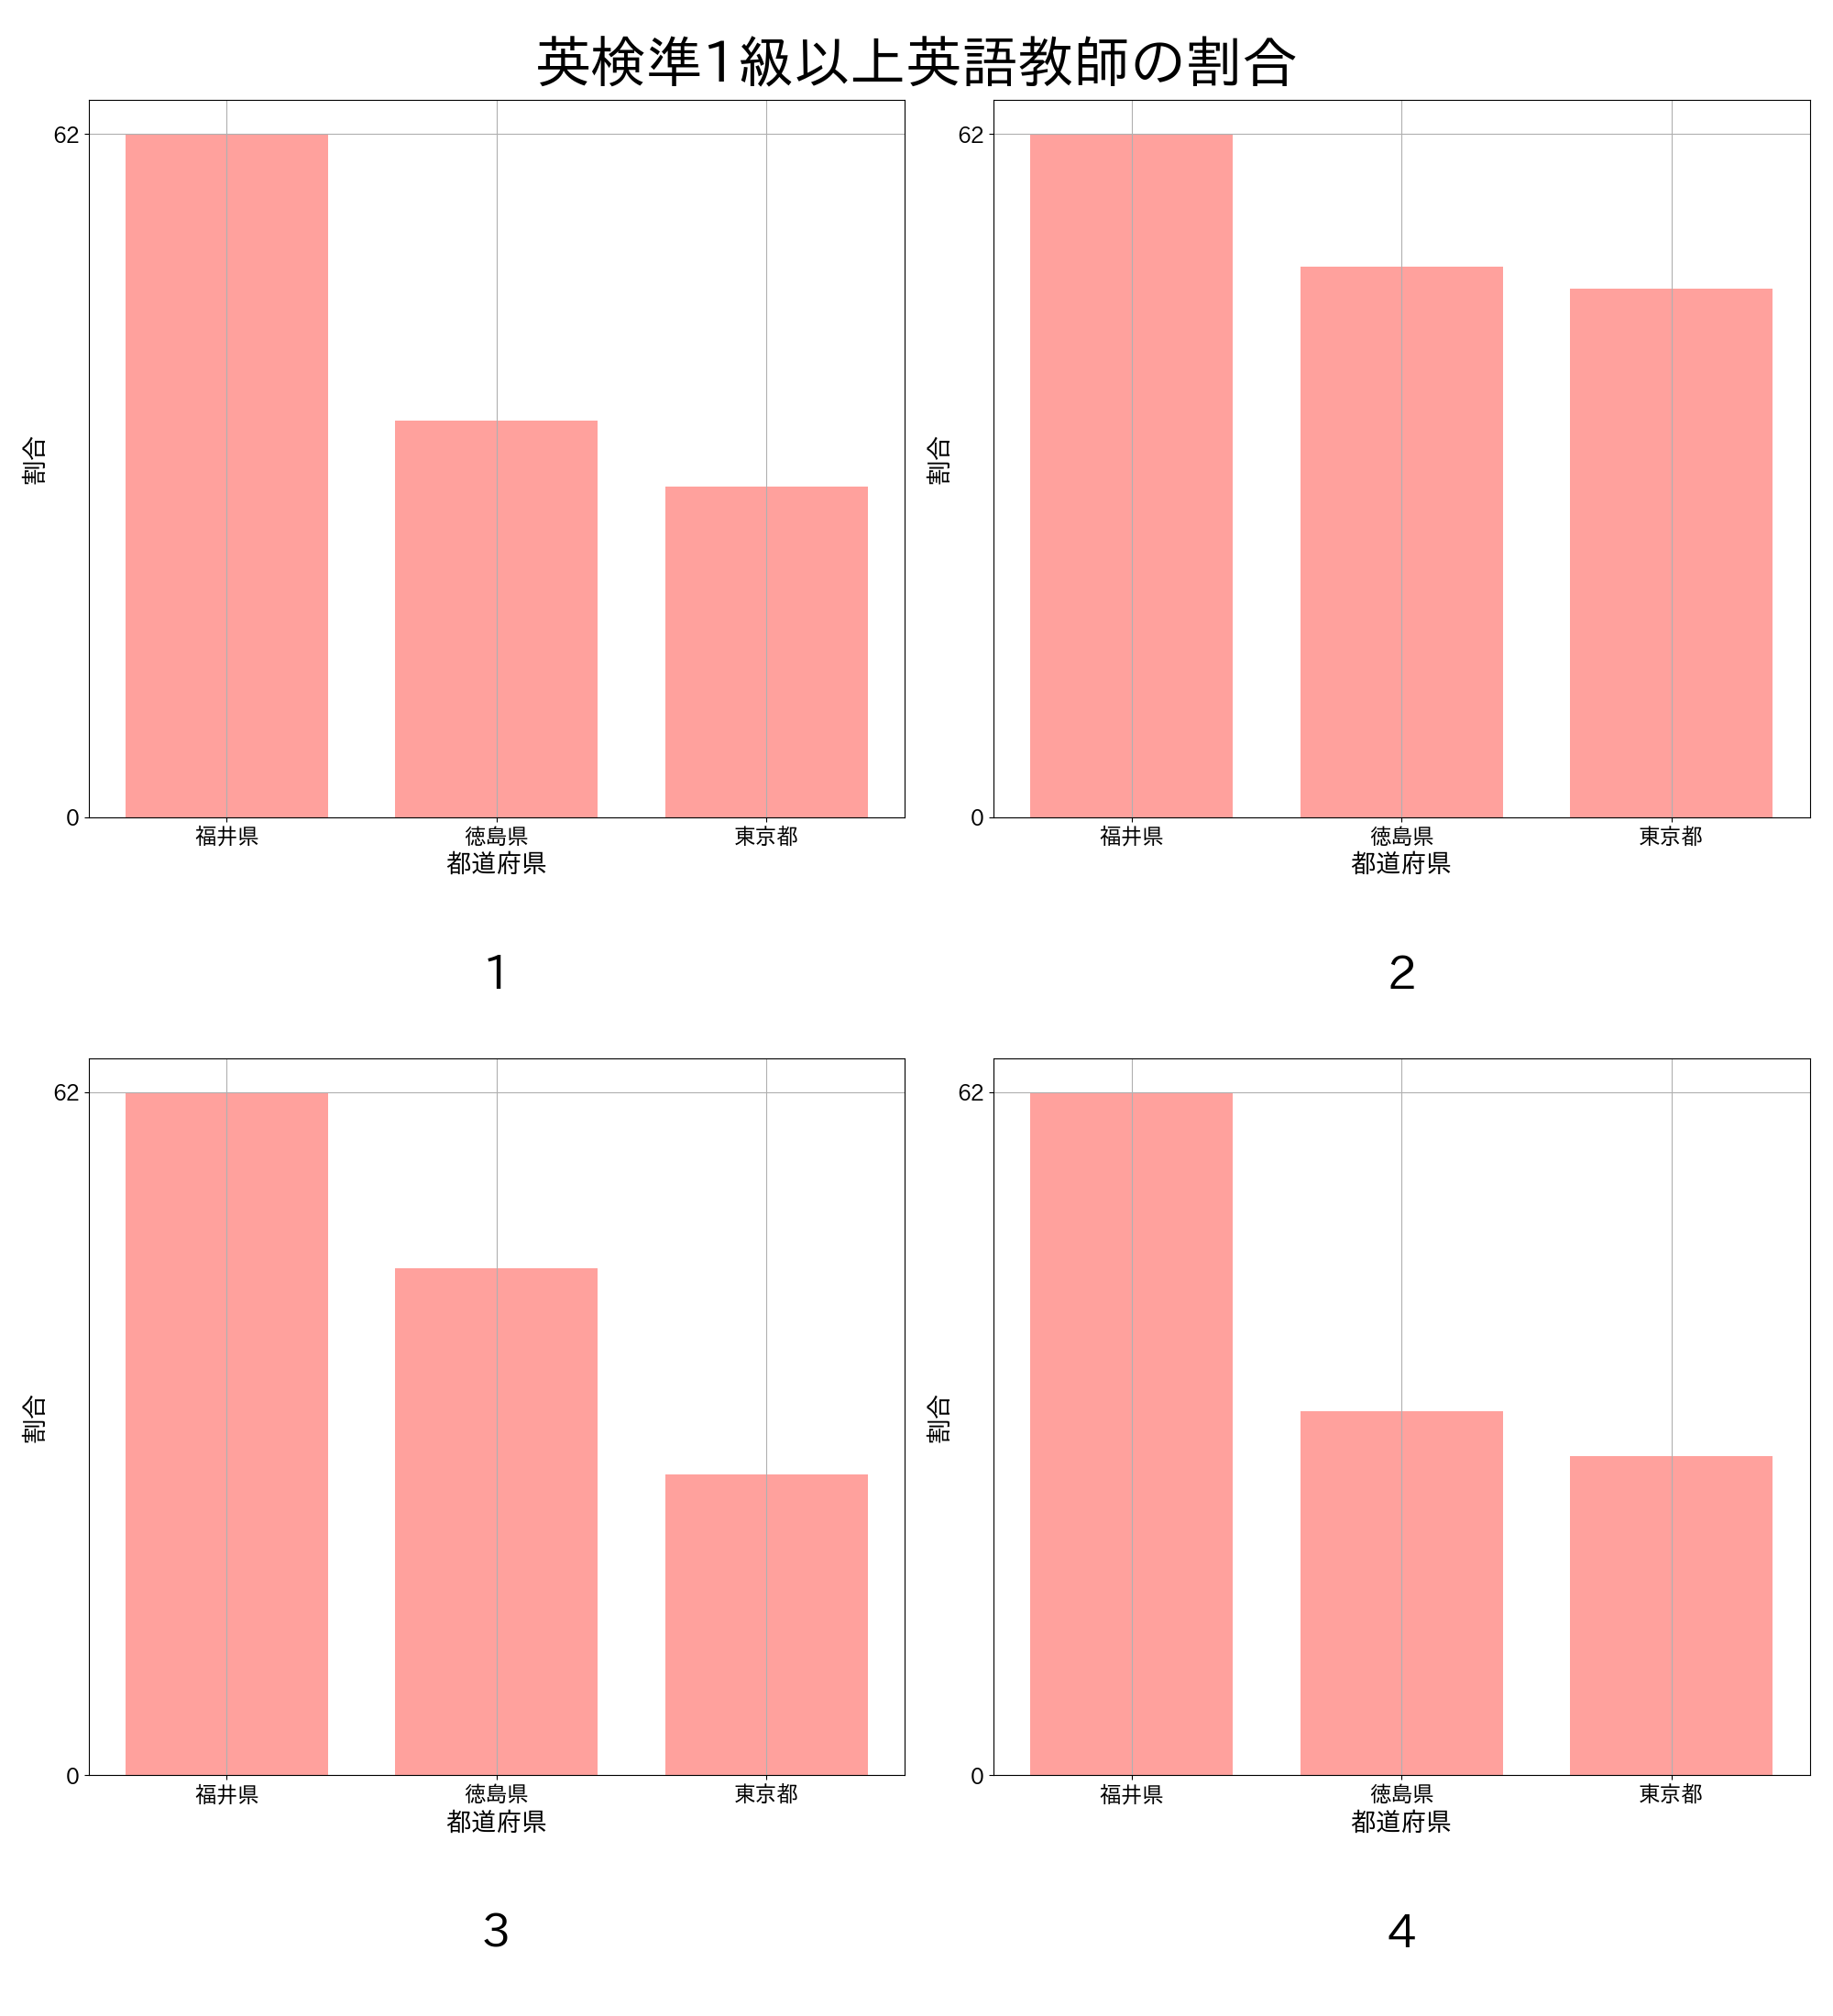 英検準1級以上英語教師の割合
62
0
割合
福井県 徳島県 東京都
都道府県
1
62
0
割合
福井県 徳島県 東京都
都道府県
2
62
0
割合
福井県 徳島県 東京都
都道府県
3
62
0
割合
福井県 徳島県 東京都
都道府県
4